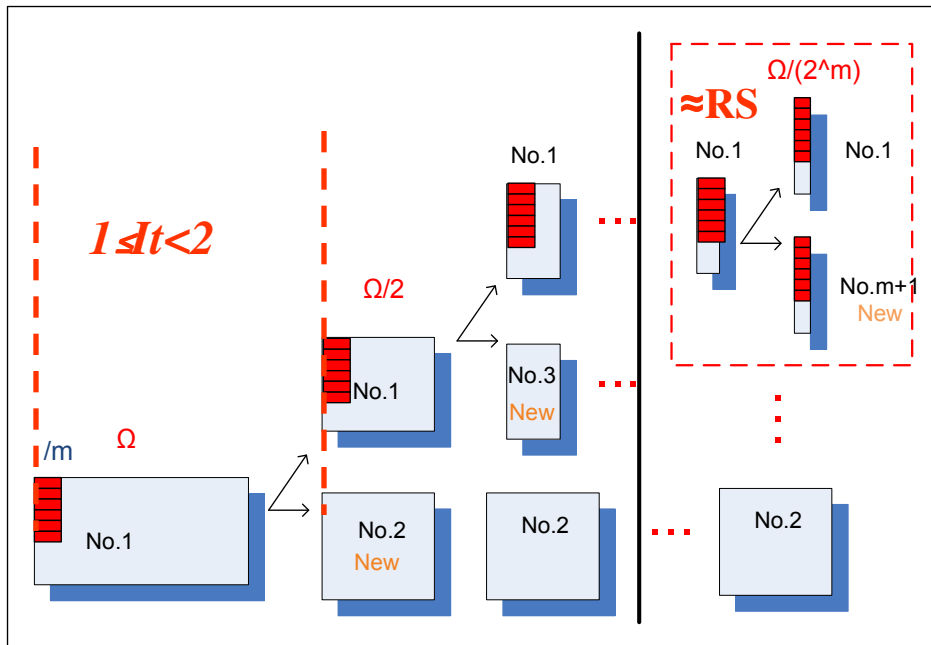 Ω/(2^m)
≈RS
No.1
No.1
No.1
1≤It<2
No.m+1
New
Ω/2
No.1
No.3
New
/m
Ω
No.1
No.2
New
No.2
No.2